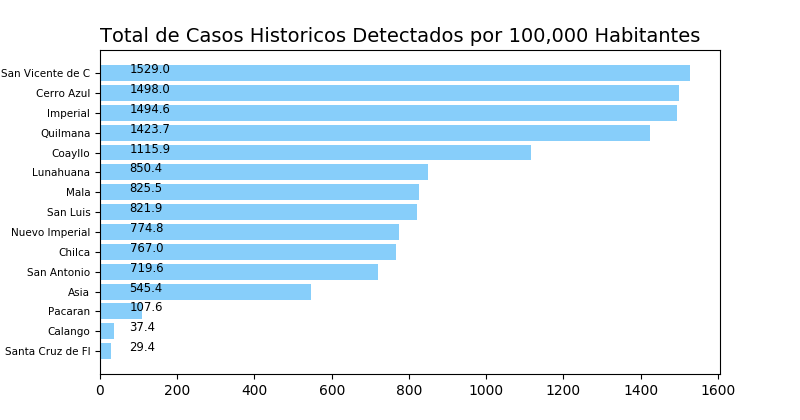 Total de Casos Historicos Detectados por 100,000 Habitantes
San Vicente de C 1529.0
Cerro Azul 1498.0
Imperial 1494.6
Quilmana 1423.7
Coayllo 1115.9
Lunahuana 850.4
Mala 825.5
San Luis 821.9
Nuevo Imperial 774.8
Chilca 767.0
San Antonio 719.6
Asia 545.4
Pacaran 107.6
Calango 37.4
Santa Cruz de Fl 29.4
0 200 400 600 800 1000 1200 1400 1600